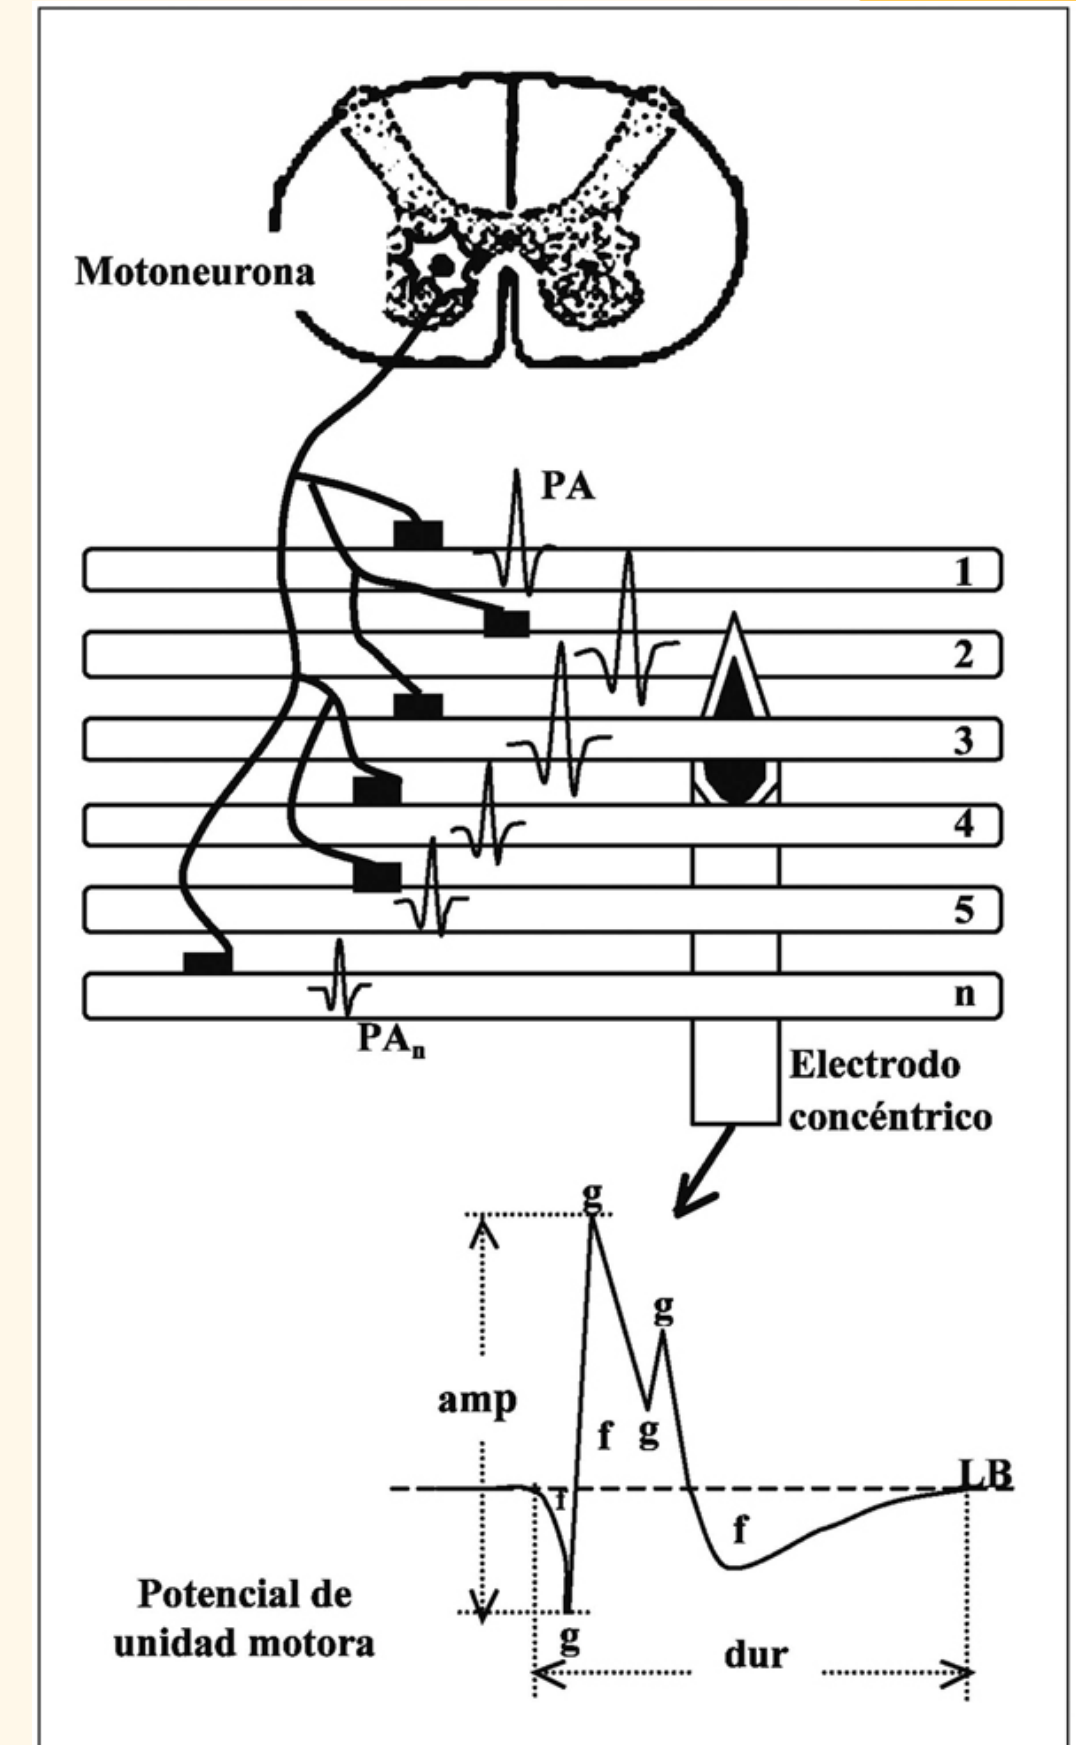 Motoneurona
PA
1
2
3
4
5
n
PAₙ
Electrodo
concéntrico
g
g
amp
f
g
LB
f
f
Potencial de
unidad motora
g
dur